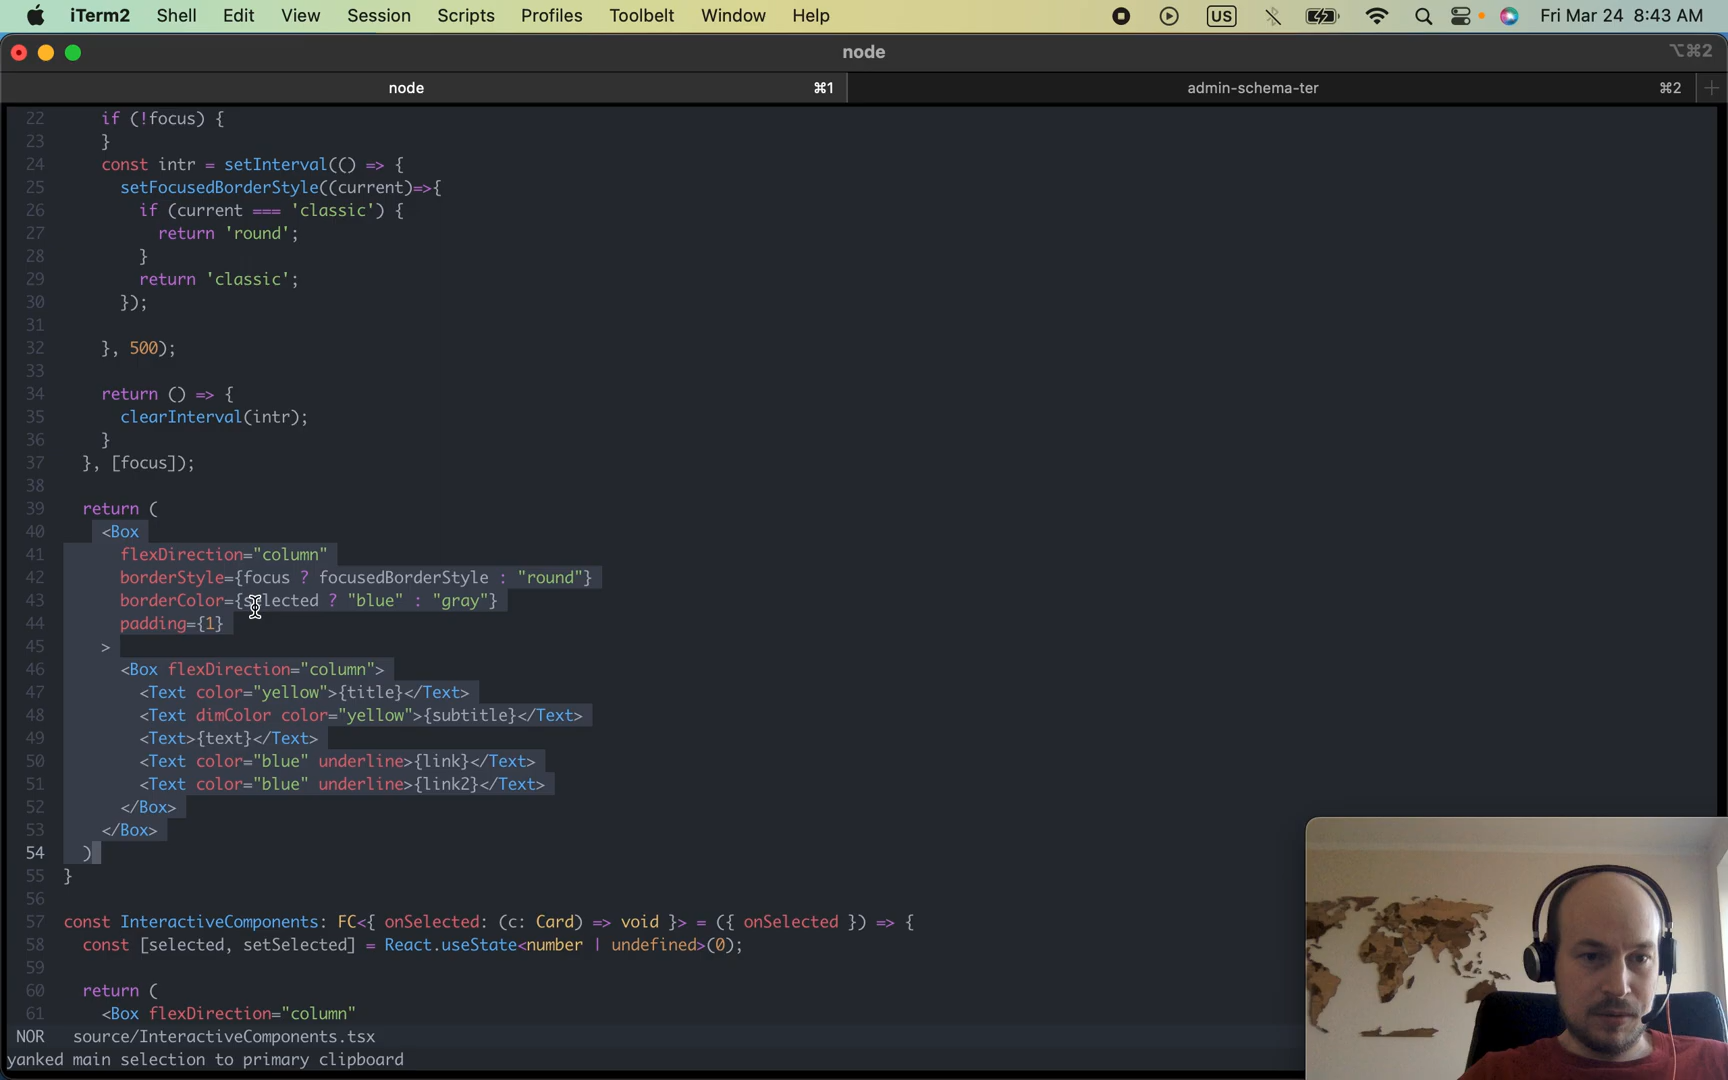 iTerm2 Shell Edit View Session Scripts Profiles Toolbelt Window Help US Fri Mar 24 8:43 AM
node ⌥⌘2
node ⌘1 admin-schema-ter ⌘2 +
22 if (!focus) {
23 }
24 const intr = setInterval(() => {
25 setFocusedBorderStyle((current)=>{
26 if (current === 'classic') {
27 return 'round';
28 }
29 return 'classic';
30 });
31
32 }, 500);
33
34 return () => {
35 clearInterval(intr);
36 }
37 }, [focus]);
38
39 return (
40 <Box
41 flexDirection="column"
42 borderStyle={focus ? focusedBorderStyle : "round"}
43 borderColor={selected ? "blue" : "gray"}
44 padding={1}
45 >
46 <Box flexDirection="column">
47 <Text color="yellow">{title}</Text>
48 <Text dimColor color="yellow">{subtitle}</Text>
49 <Text>{text}</Text>
50 <Text color="blue" underline>{link}</Text>
51 <Text color="blue" underline>{link2}</Text>
52 </Box>
53 </Box>
54 )
55 }
56
57 const InteractiveComponents: FC<{ onSelected: (c: Card) => void }> = ({ onSelected }) => {
58 const [selected, setSelected] = React.useState<number | undefined>(0);
59
60 return (
61 <Box flexDirection="column"
NOR source/InteractiveComponents.tsx
yanked main selection to primary clipboard